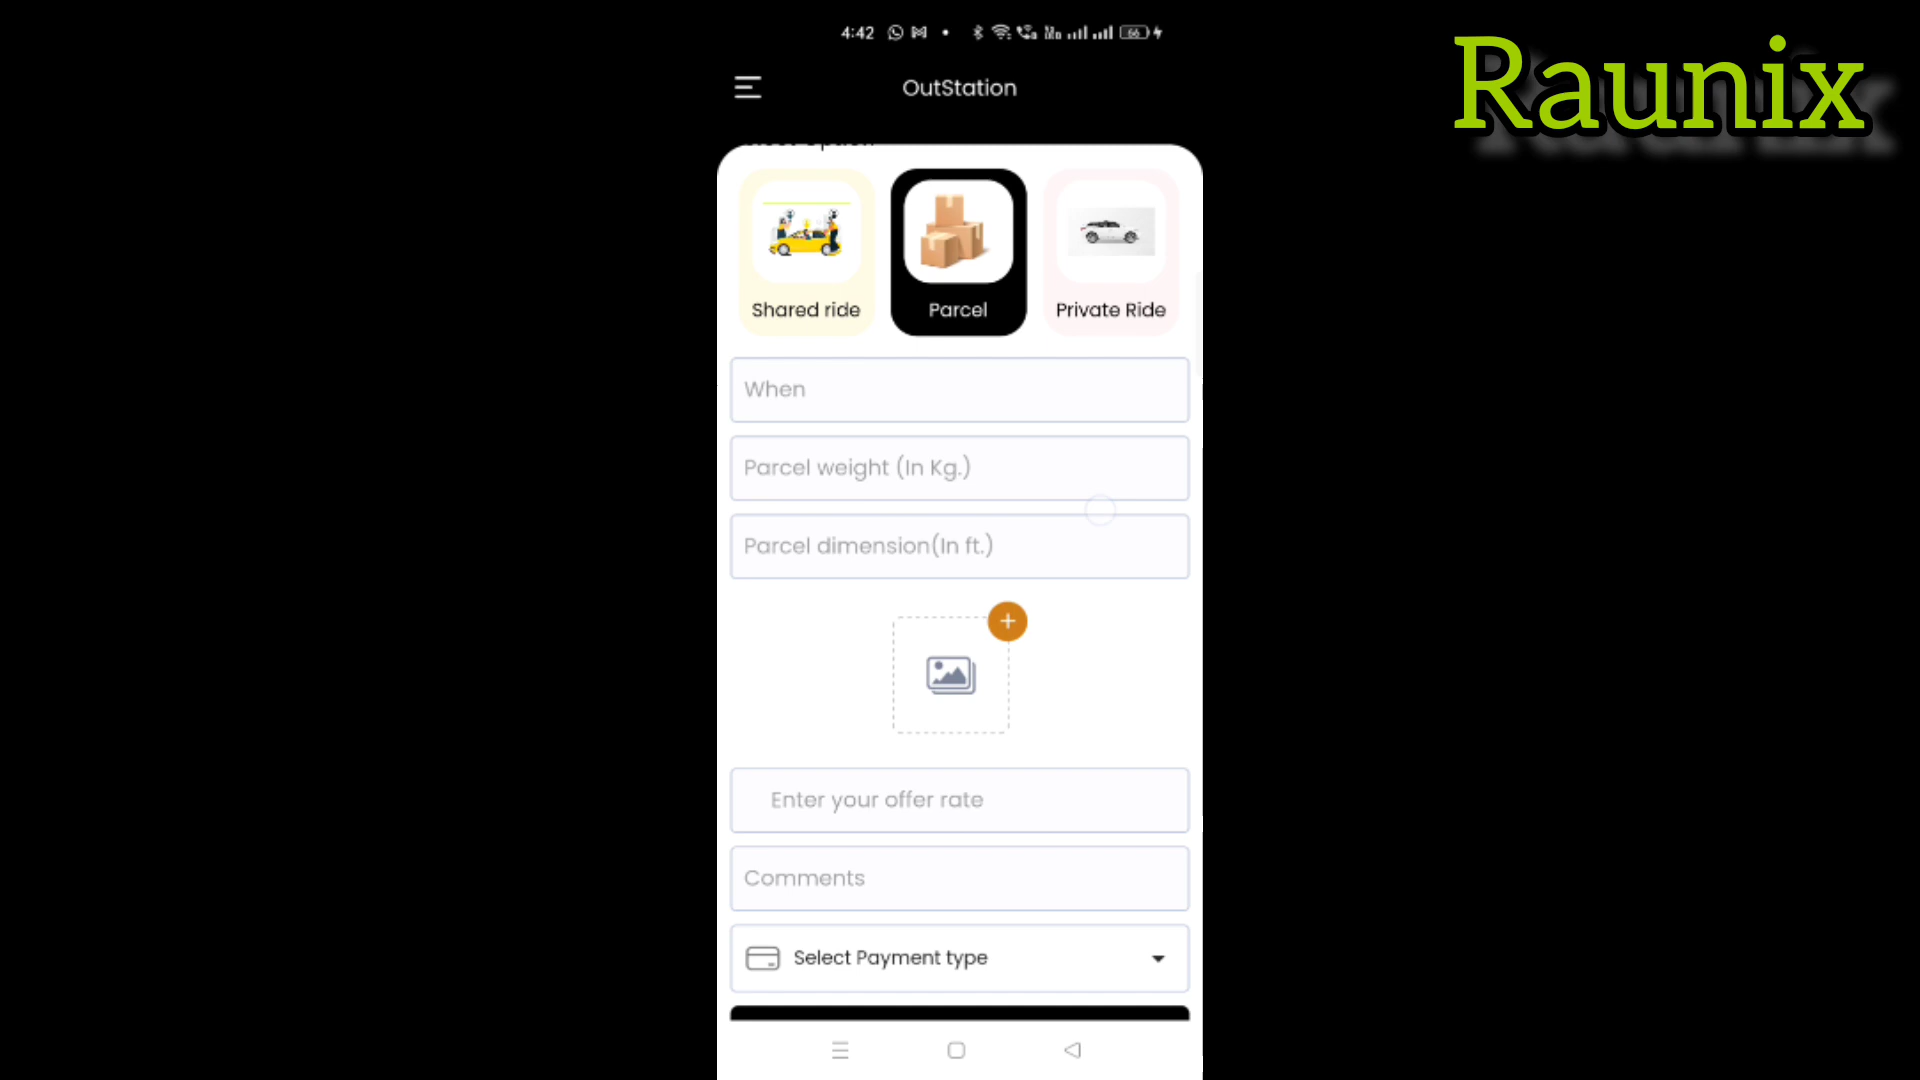 Raunix
4:42
66
OutStation
Shared ride
Parcel
Private Ride
When
Parcel weight (In Kg.)
Parcel dimension(In ft.)
Enter your offer rate
Comments
Select Payment type